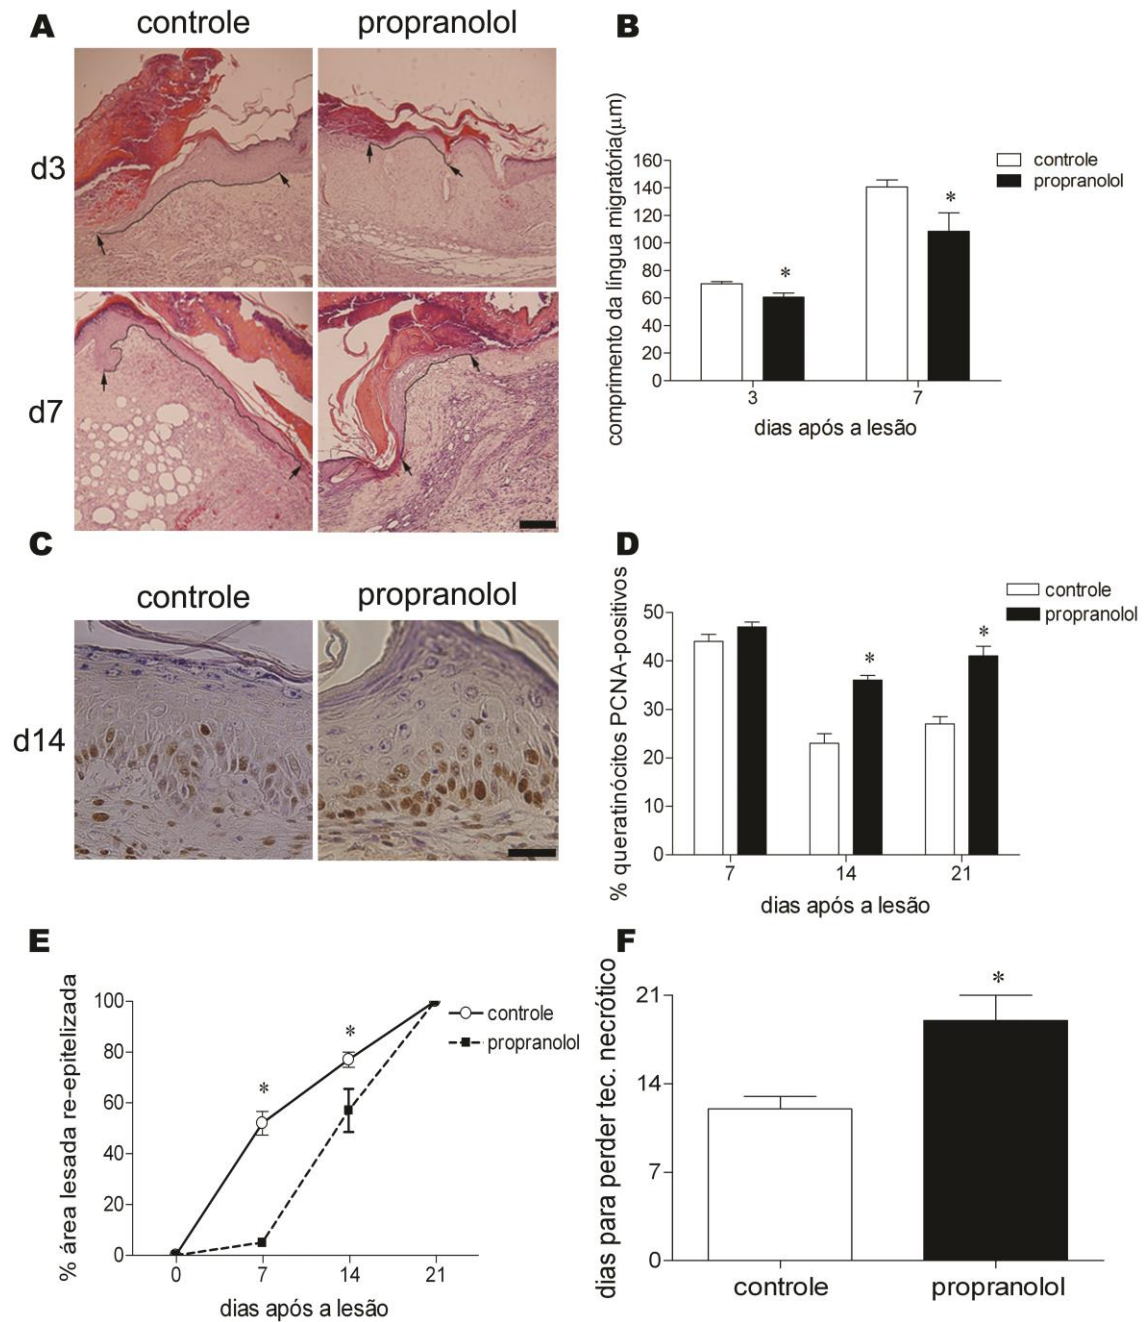 A
controle propranolol
d3
d7
B
comprimento da língua migratória(µm)
160
140
120
100
80
60
40
20
0
* *
3 7
dias após a lesão
controle
propranolol
C
controle propranolol
d14
D
% queratinócitos PCNA-positivos
50
40
30
20
10
0
* *
7 14 21
dias após a lesão
controle
propranolol
E
% área lesada re-epitelizada
100
80
60
40
20
0
* *
0 7 14 21
dias após a lesão
controle
propranolol
F
dias para perder tec. necrótico
21
14
7
0
*
controle propranolol